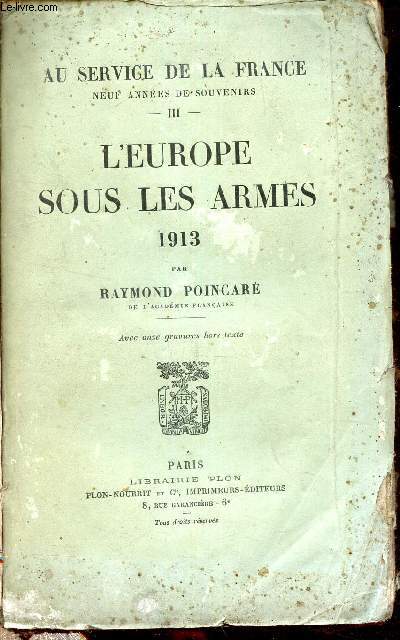 www.Le-Livre.com
AU SERVICE DE LA FRANCE
NEUF ANNÉES DE SOUVENIRS
— III —
L'EUROPE
SOUS LES ARMES
1913
PAR
RAYMOND POINCARÉ
DE L'ACADÉMIE FRANÇAISE
Avec onze gravures hors texte
PARIS
LIBRAIRIE PLON
PLON-NOURRIT ET Cie, IMPRIMEURS-ÉDITEURS
8, RUE GARANCIÈRE - 6e
Tous droits réservés